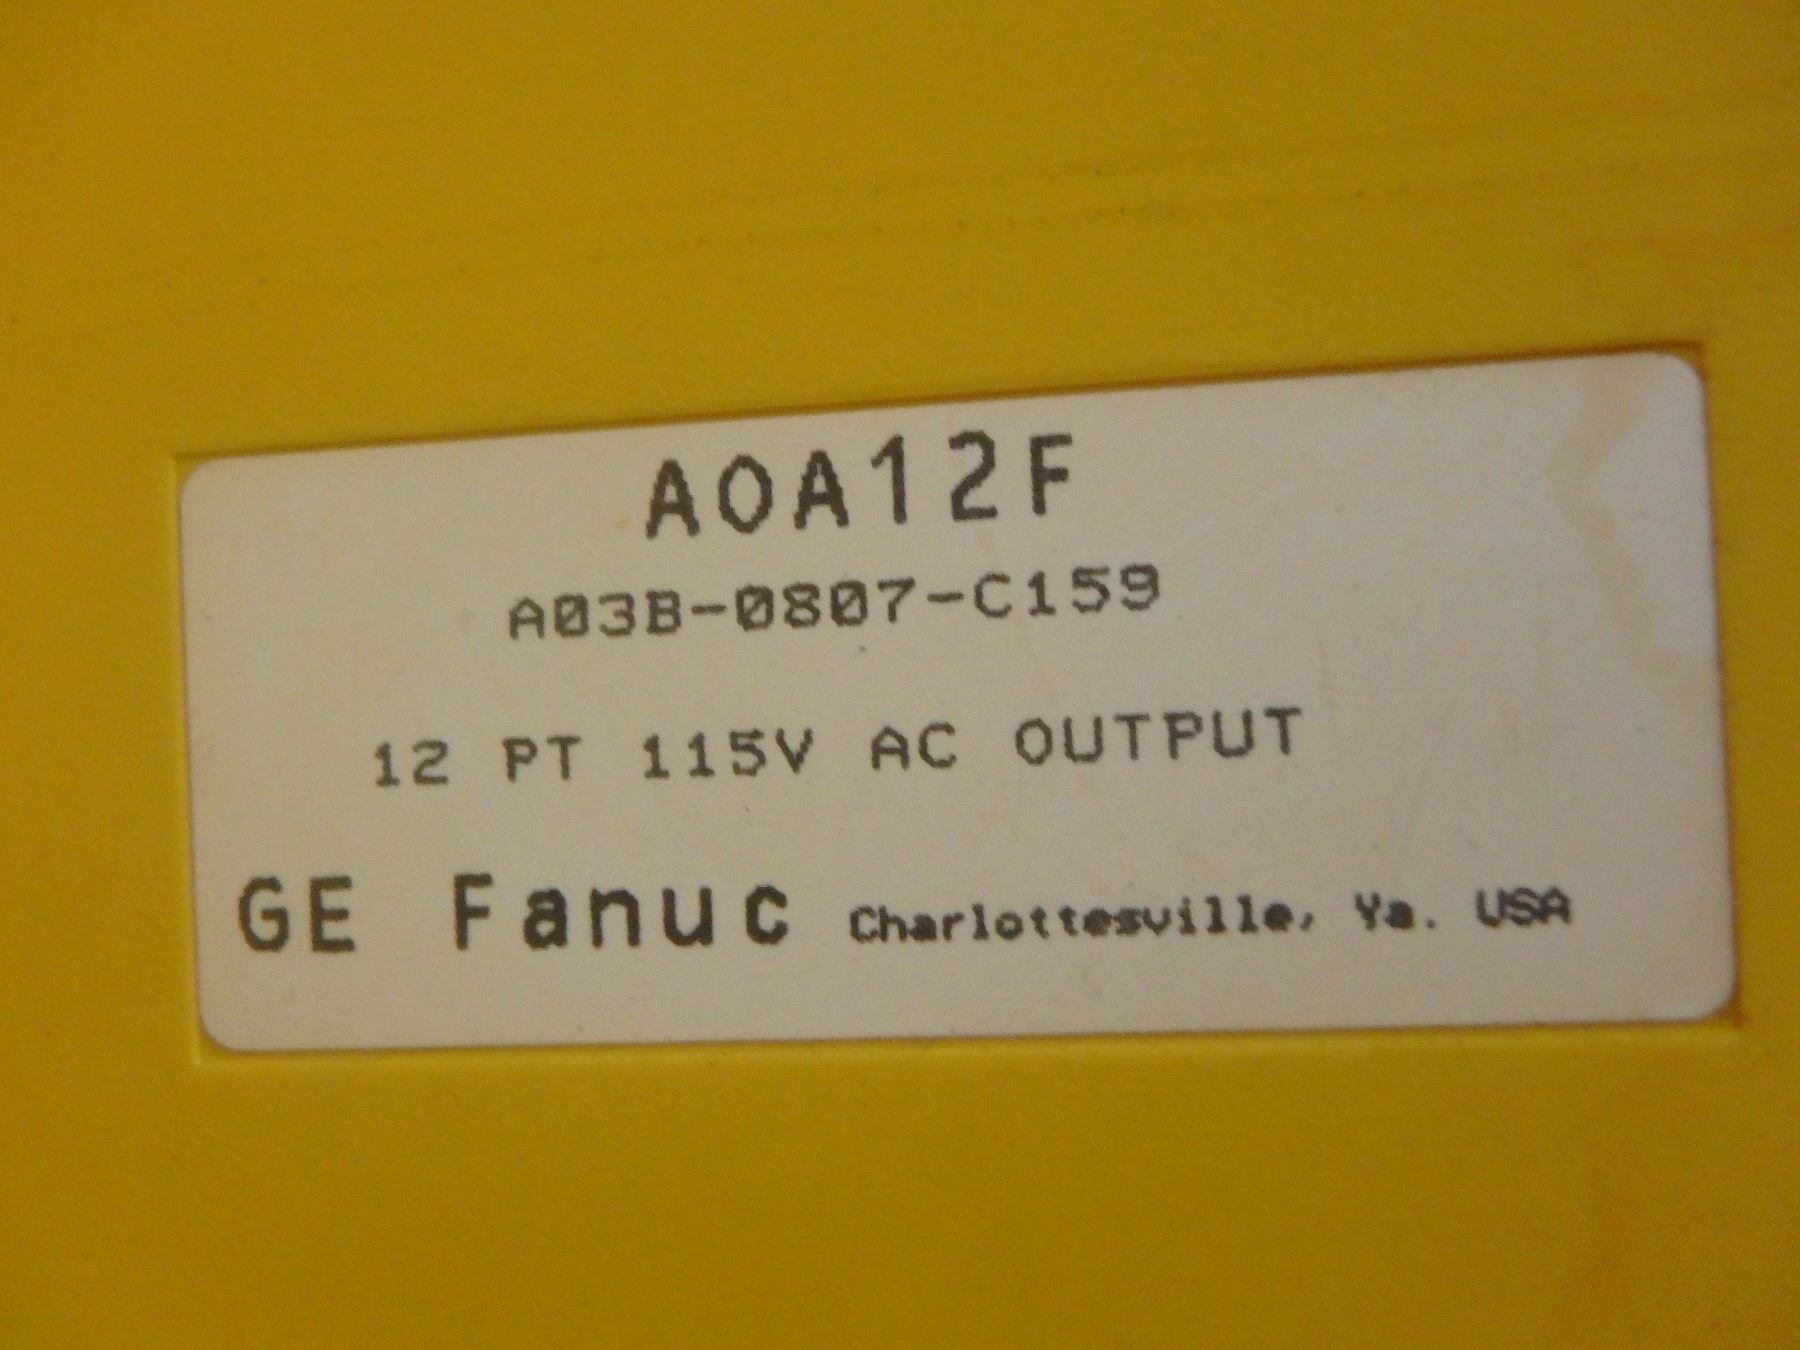 AOA12F
A03B-0807-C159
12 PT 115V AC OUTPUT
GE Fanuc Charlottesville, Va. USA